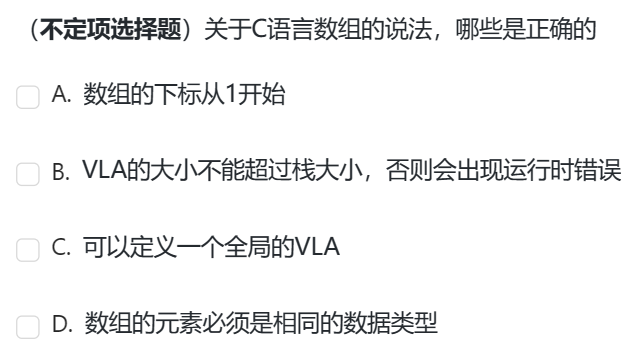 （不定项选择题）关于C语言数组的说法，哪些是正确的
A. 数组的下标从1开始
B. VLA的大小不能超过栈大小，否则会出现运行时错误
C. 可以定义一个全局的VLA
D. 数组的元素必须是相同的数据类型